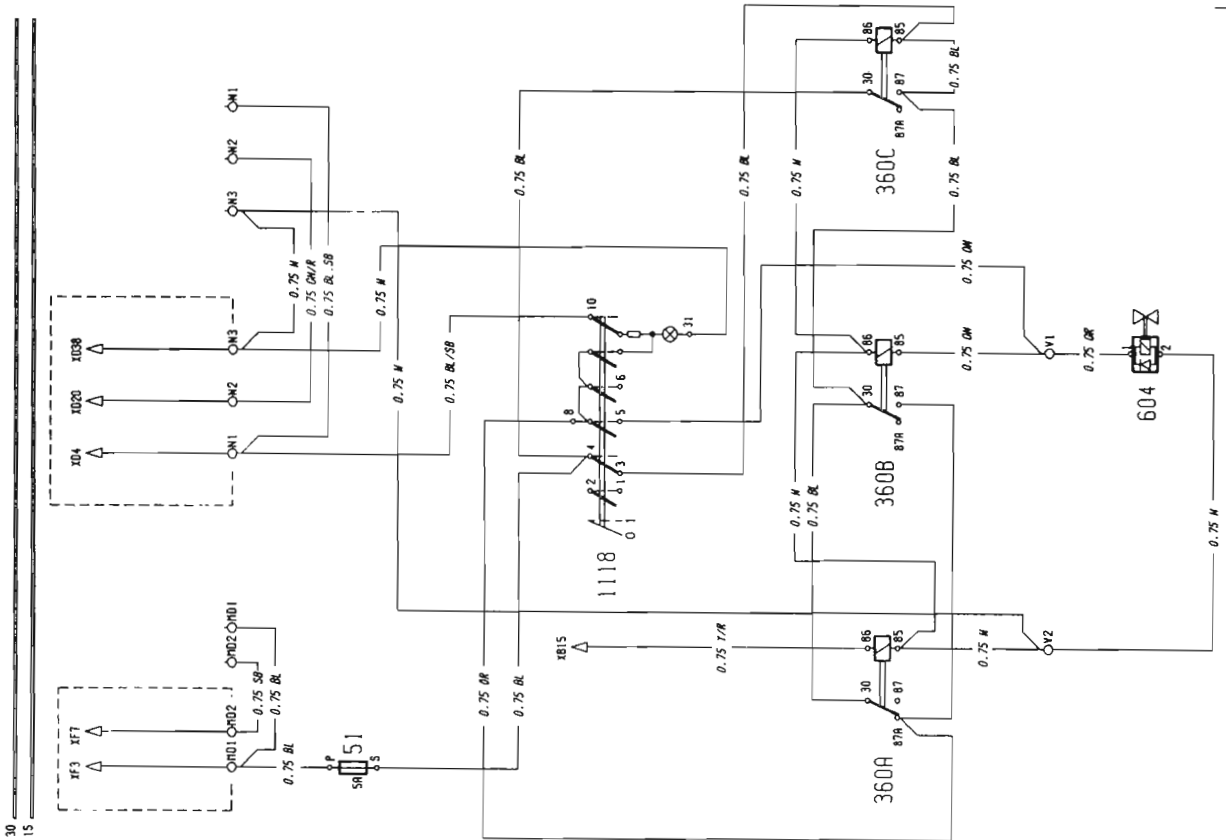 30
15
XF3
XF7
MD1
MD2
MD2
MD1
0.75 SB
0.75 BL
0.75 BL
P
51
5A
S
XD4
XD20
XD38
N1
N2
N3
N3
N2
N1
0.75 W
0.75 GN/R
0.75 BL.SB
0.75 W
0.75 W
0.75 BL/SB
0.75 BL
0.75 BL
0.75 OR
0.75 BL
1118
0 1
2
1
4
3
8
5
6
10
31
XB15
0.75 Y/R
360A
30
87A
87
86
85
0.75 W
Y2
0.75 W
0.75 BL
360B
30
87A
87
86
85
0.75 GN
0.75 GN
Y1
0.75 GR
604
1
2
0.75 W
360C
30
87A
87
86
85
0.75 W
0.75 BL
0.75 BL